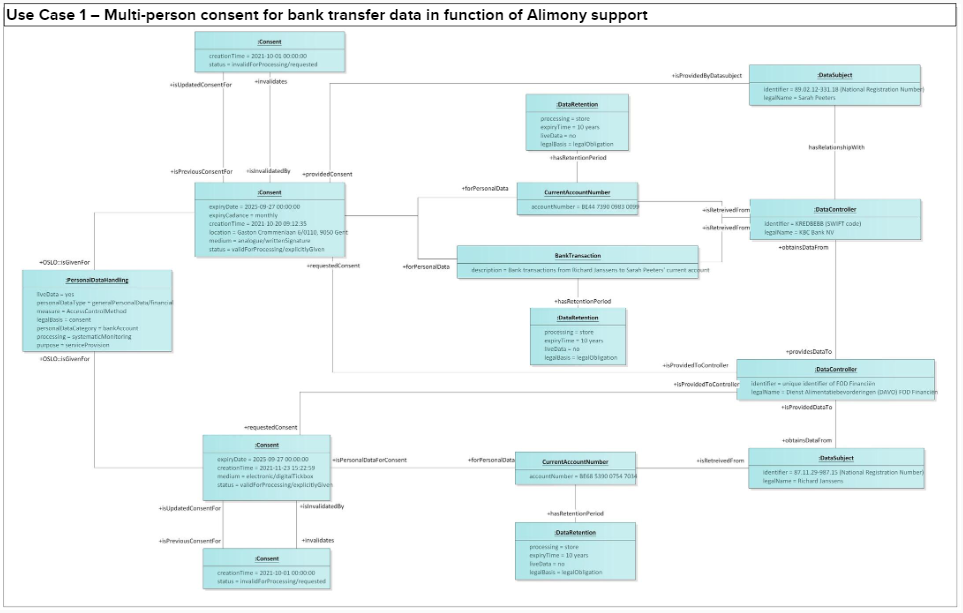 Use Case 1 – Multi-person consent for bank transfer data in function of Alimony support
:Consent
creationTime = 2021-10-01 00:00:00
status = invalidForProcessing/requested
+isUpdatedConsentFor
+invalidates
+isProvidedByDatasubject
:DataSubject
identifier = 89.02.12-331.18 (National Registration Number)
legalName = Sarah Peeters
:DataRetention
processing = store
expiryTime = 10 years
liveData = no
legalBasis = legalObligation
+hasRetentionPeriod
hasRelationshipWith
+isPreviousConsentFor
+isInvalidatedBy
+providedConsent
:Consent
expiryDate = 2025-09-27 00:00:00
expiryCadance = monthly
creationTime = 2021-10-20 09:12:35
location = Gaston Crommenlaan 6/0110, 9050 Gent
medium = analogue/writtenSignature
status = validForProcessing/explicitlyGiven
+forPersonalData
CurrentAccountNumber
accountNumber = BE44 7390 0983 0099
+isRetreivedFrom
+isRetreivedFrom
:DataController
identifier = KREDBEBB (SWIFT code)
legalName = KBC Bank NV
+obtainsDataFrom
+requestedConsent
+forPersonalData
BankTransaction
description = Bank transactions from Richard Janssens to Sarah Peeters' current account
+OSLO::isGivenFor
:PersonalDataHandling
liveData = yes
personalDataType = generalPersonalData/financial
measure = AccessControlMethod
legalBasis = consent
personalDataCategory = bankAccount
processing = systematicMonitoring
purpose = serviceProvision
+OSLO::isGivenFor
+hasRetentionPeriod
:DataRetention
processing = store
expiryTime = 10 years
liveData = no
legalBasis = legalObligation
+providesDataTo
+isProvidedToController
+isProvidedToController
:DataController
identifier = unique identifier of FOD Financiën
legalName = Dienst Alimentatievorderingen (DAVO) FOD Financiën
+isProvidedDataTo
+requestedConsent
:Consent
expiryDate = 2025-09-27 00:00:00
creationTime = 2021-11-23 15:22:59
medium = electronic/digitalTickbox
status = validForProcessing/explicitlyGiven
+isPersonalDataForConsent
+forPersonalData
CurrentAccountNumber
accountNumber = BE68 5390 0754 7034
+isRetreivedFrom
+obtainsDataFrom
:DataSubject
identifier = 87.11.29-987.15 (National Registration Number)
legalName = Richard Janssens
+isUpdatedConsentFor
+isInvalidatedBy
+hasRetentionPeriod
:DataRetention
processing = store
expiryTime = 10 years
liveData = no
legalBasis = legalObligation
+isPreviousConsentFor
+invalidates
:Consent
creationTime = 2021-10-01 00:00:00
status = invalidForProcessing/requested